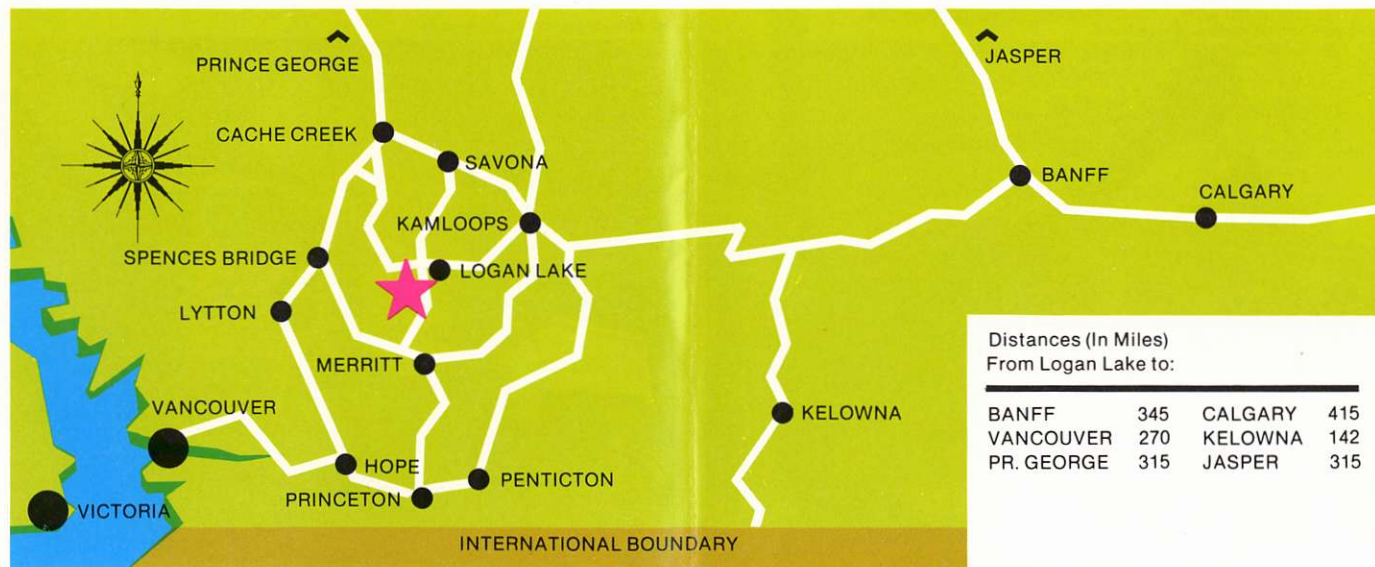 PRINCE GEORGE
JASPER
CACHE CREEK
SAVONA
BANFF
CALGARY
KAMLOOPS
SPENCES BRIDGE
LOGAN LAKE
LYTTON
MERRITT
VANCOUVER
KELOWNA
HOPE
PENTICTON
PRINCETON
VICTORIA
INTERNATIONAL BOUNDARY
Distances (In Miles)
From Logan Lake to:
BANFF 345 CALGARY 415
VANCOUVER 270 KELOWNA 142
PR. GEORGE 315 JASPER 315